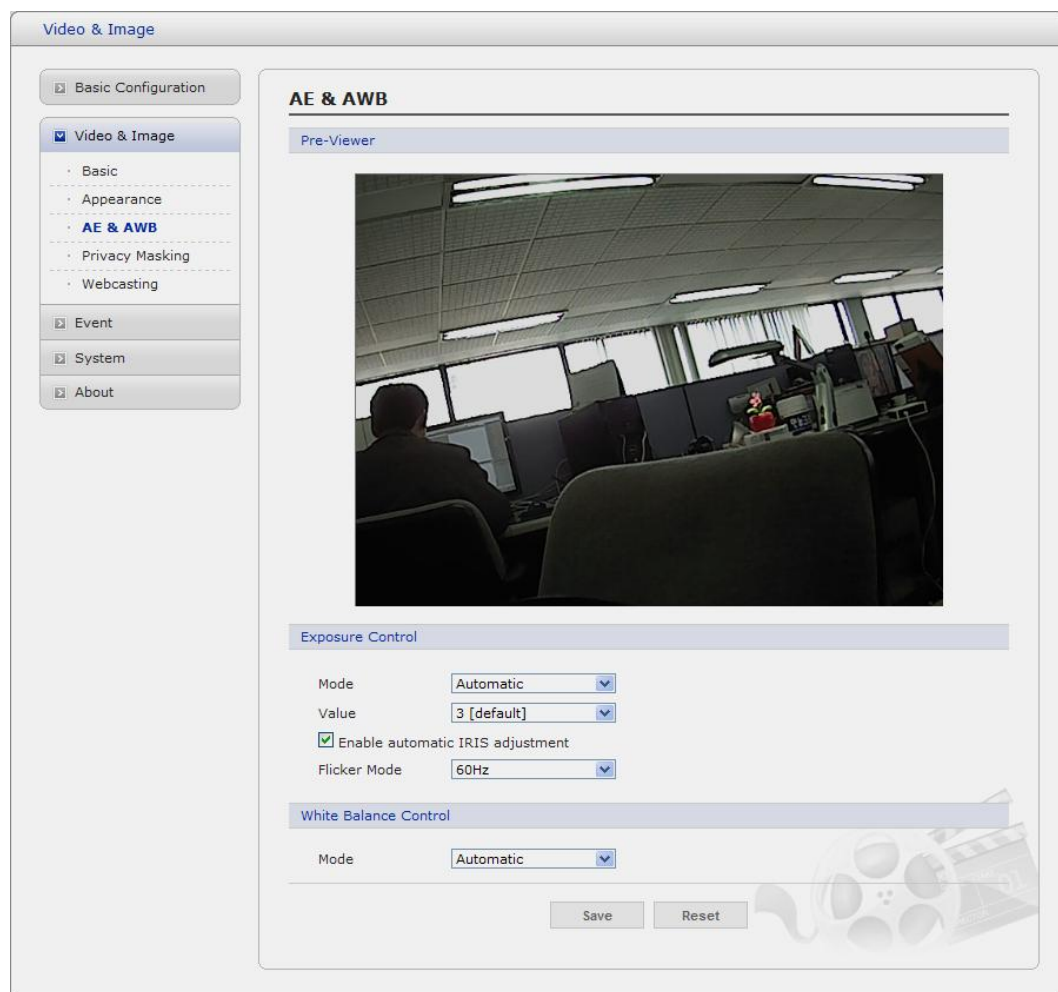 Video & Image
Basic Configuration
Video & Image
Basic
Appearance
AE & AWB
Privacy Masking
Webcasting
Event
System
About
AE & AWB
Pre-Viewer
Exposure Control
Mode Automatic
Value 3 [default]
Enable automatic IRIS adjustment
Flicker Mode 60Hz
White Balance Control
Mode Automatic
Save Reset